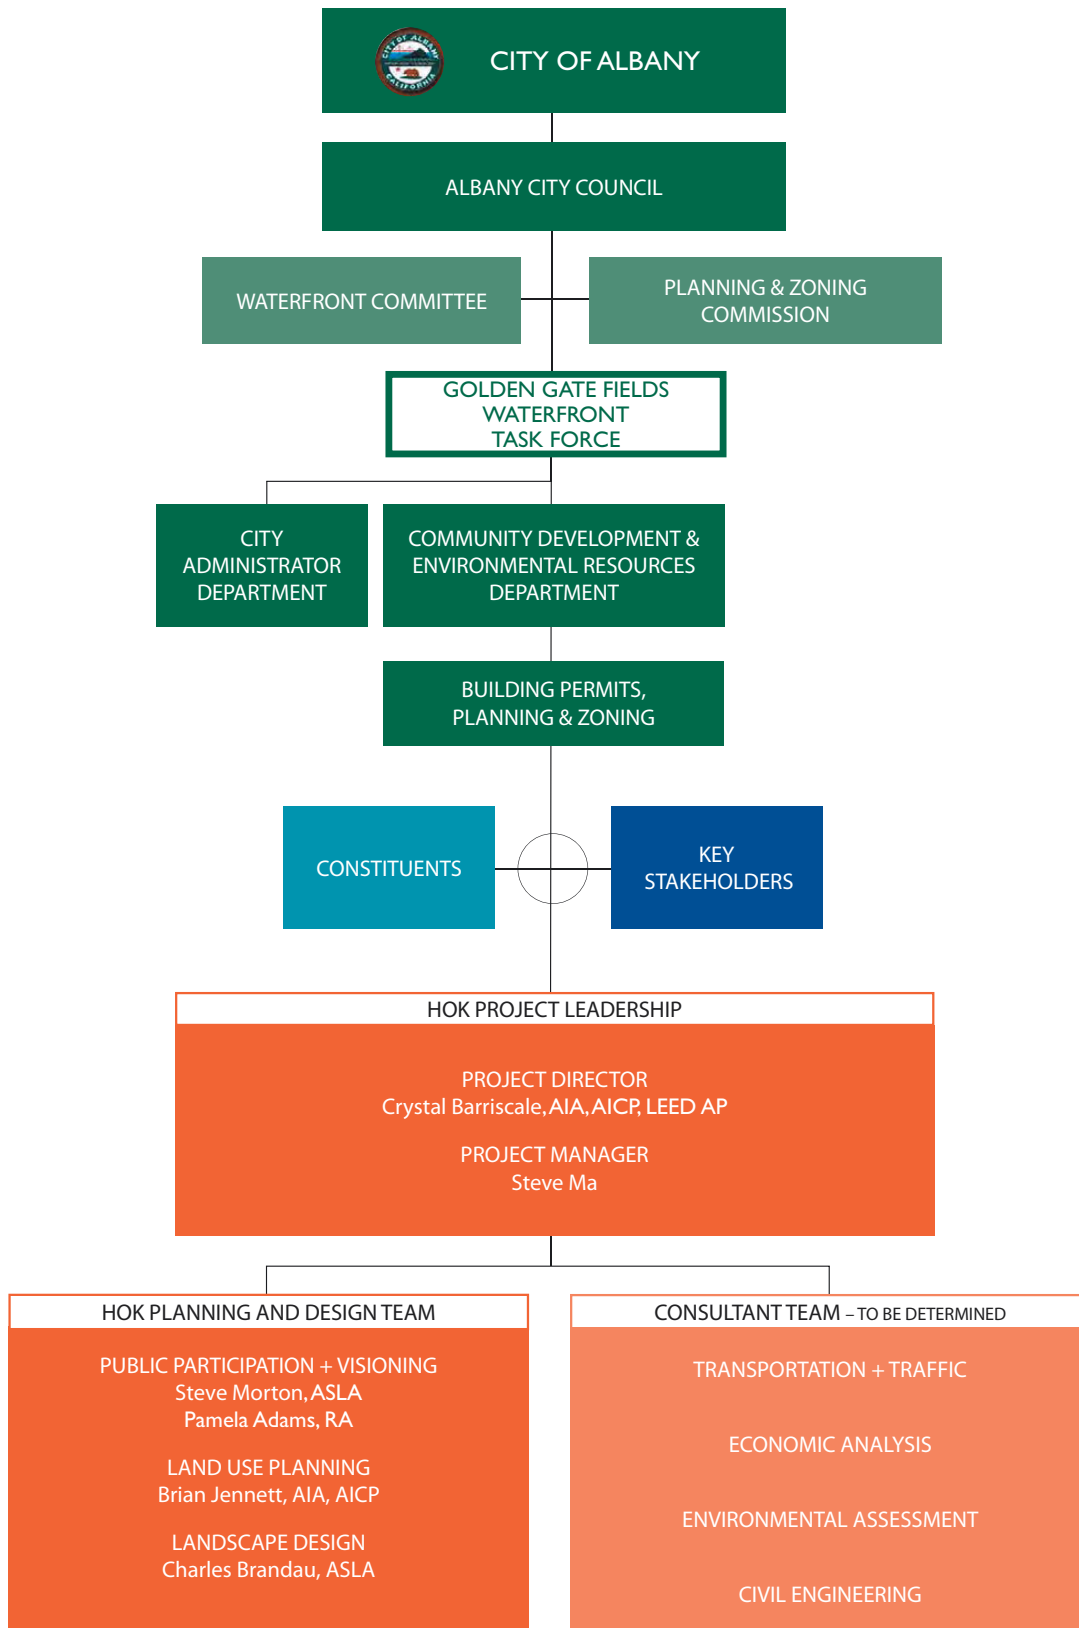 CITY OF ALBANY
CALIFORNIA
CITY OF ALBANY
ALBANY CITY COUNCIL
WATERFRONT COMMITTEE
PLANNING & ZONING
COMMISSION
GOLDEN GATE FIELDS
WATERFRONT
TASK FORCE
CITY
ADMINISTRATOR
DEPARTMENT
COMMUNITY DEVELOPMENT &
ENVIRONMENTAL RESOURCES
DEPARTMENT
BUILDING PERMITS,
PLANNING & ZONING
CONSTITUENTS
KEY
STAKEHOLDERS
HOK PROJECT LEADERSHIP
PROJECT DIRECTOR
Crystal Barriscale, AIA, AICP, LEED AP
PROJECT MANAGER
Steve Ma
HOK PLANNING AND DESIGN TEAM
PUBLIC PARTICIPATION + VISIONING
Steve Morton, ASLA
Pamela Adams, RA
LAND USE PLANNING
Brian Jennett, AIA, AICP
LANDSCAPE DESIGN
Charles Brandau, ASLA
CONSULTANT TEAM – TO BE DETERMINED
TRANSPORTATION + TRAFFIC
ECONOMIC ANALYSIS
ENVIRONMENTAL ASSESSMENT
CIVIL ENGINEERING